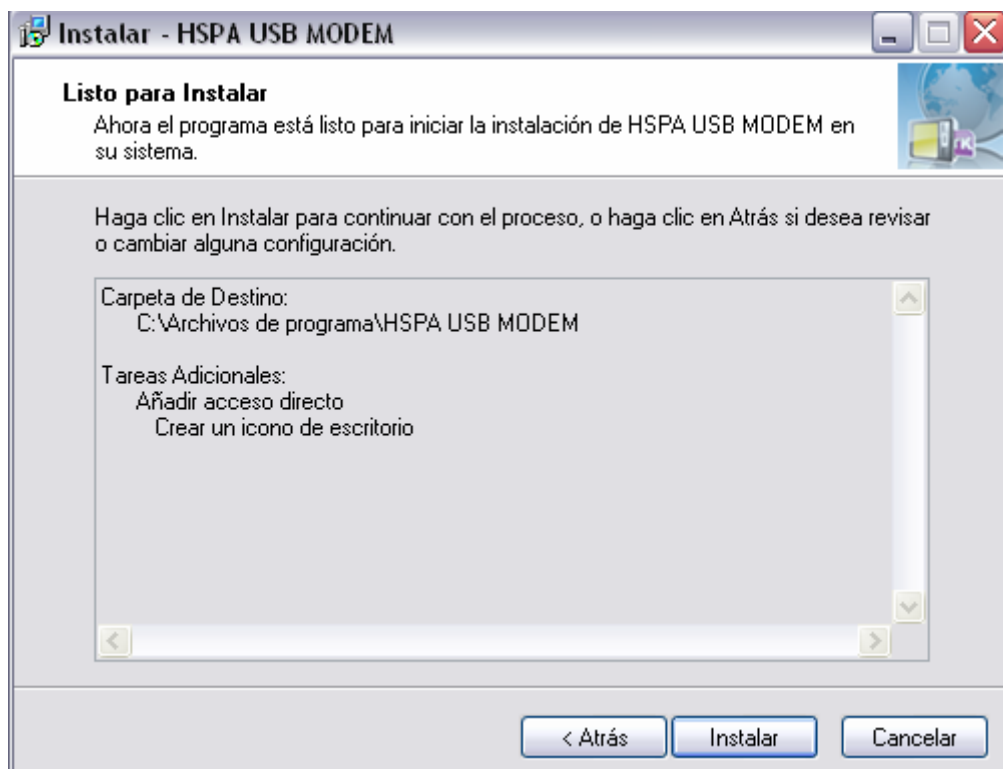 Instalar - HSPA USB MODEM
Listo para Instalar
Ahora el programa está listo para iniciar la instalación de HSPA USB MODEM en
su sistema.
Haga clic en Instalar para continuar con el proceso, o haga clic en Atrás si desea revisar
o cambiar alguna configuración.
Carpeta de Destino:
C:\Archivos de programa\HSPA USB MODEM
Tareas Adicionales:
Añadir acceso directo
Crear un icono de escritorio
< Atrás
Instalar
Cancelar